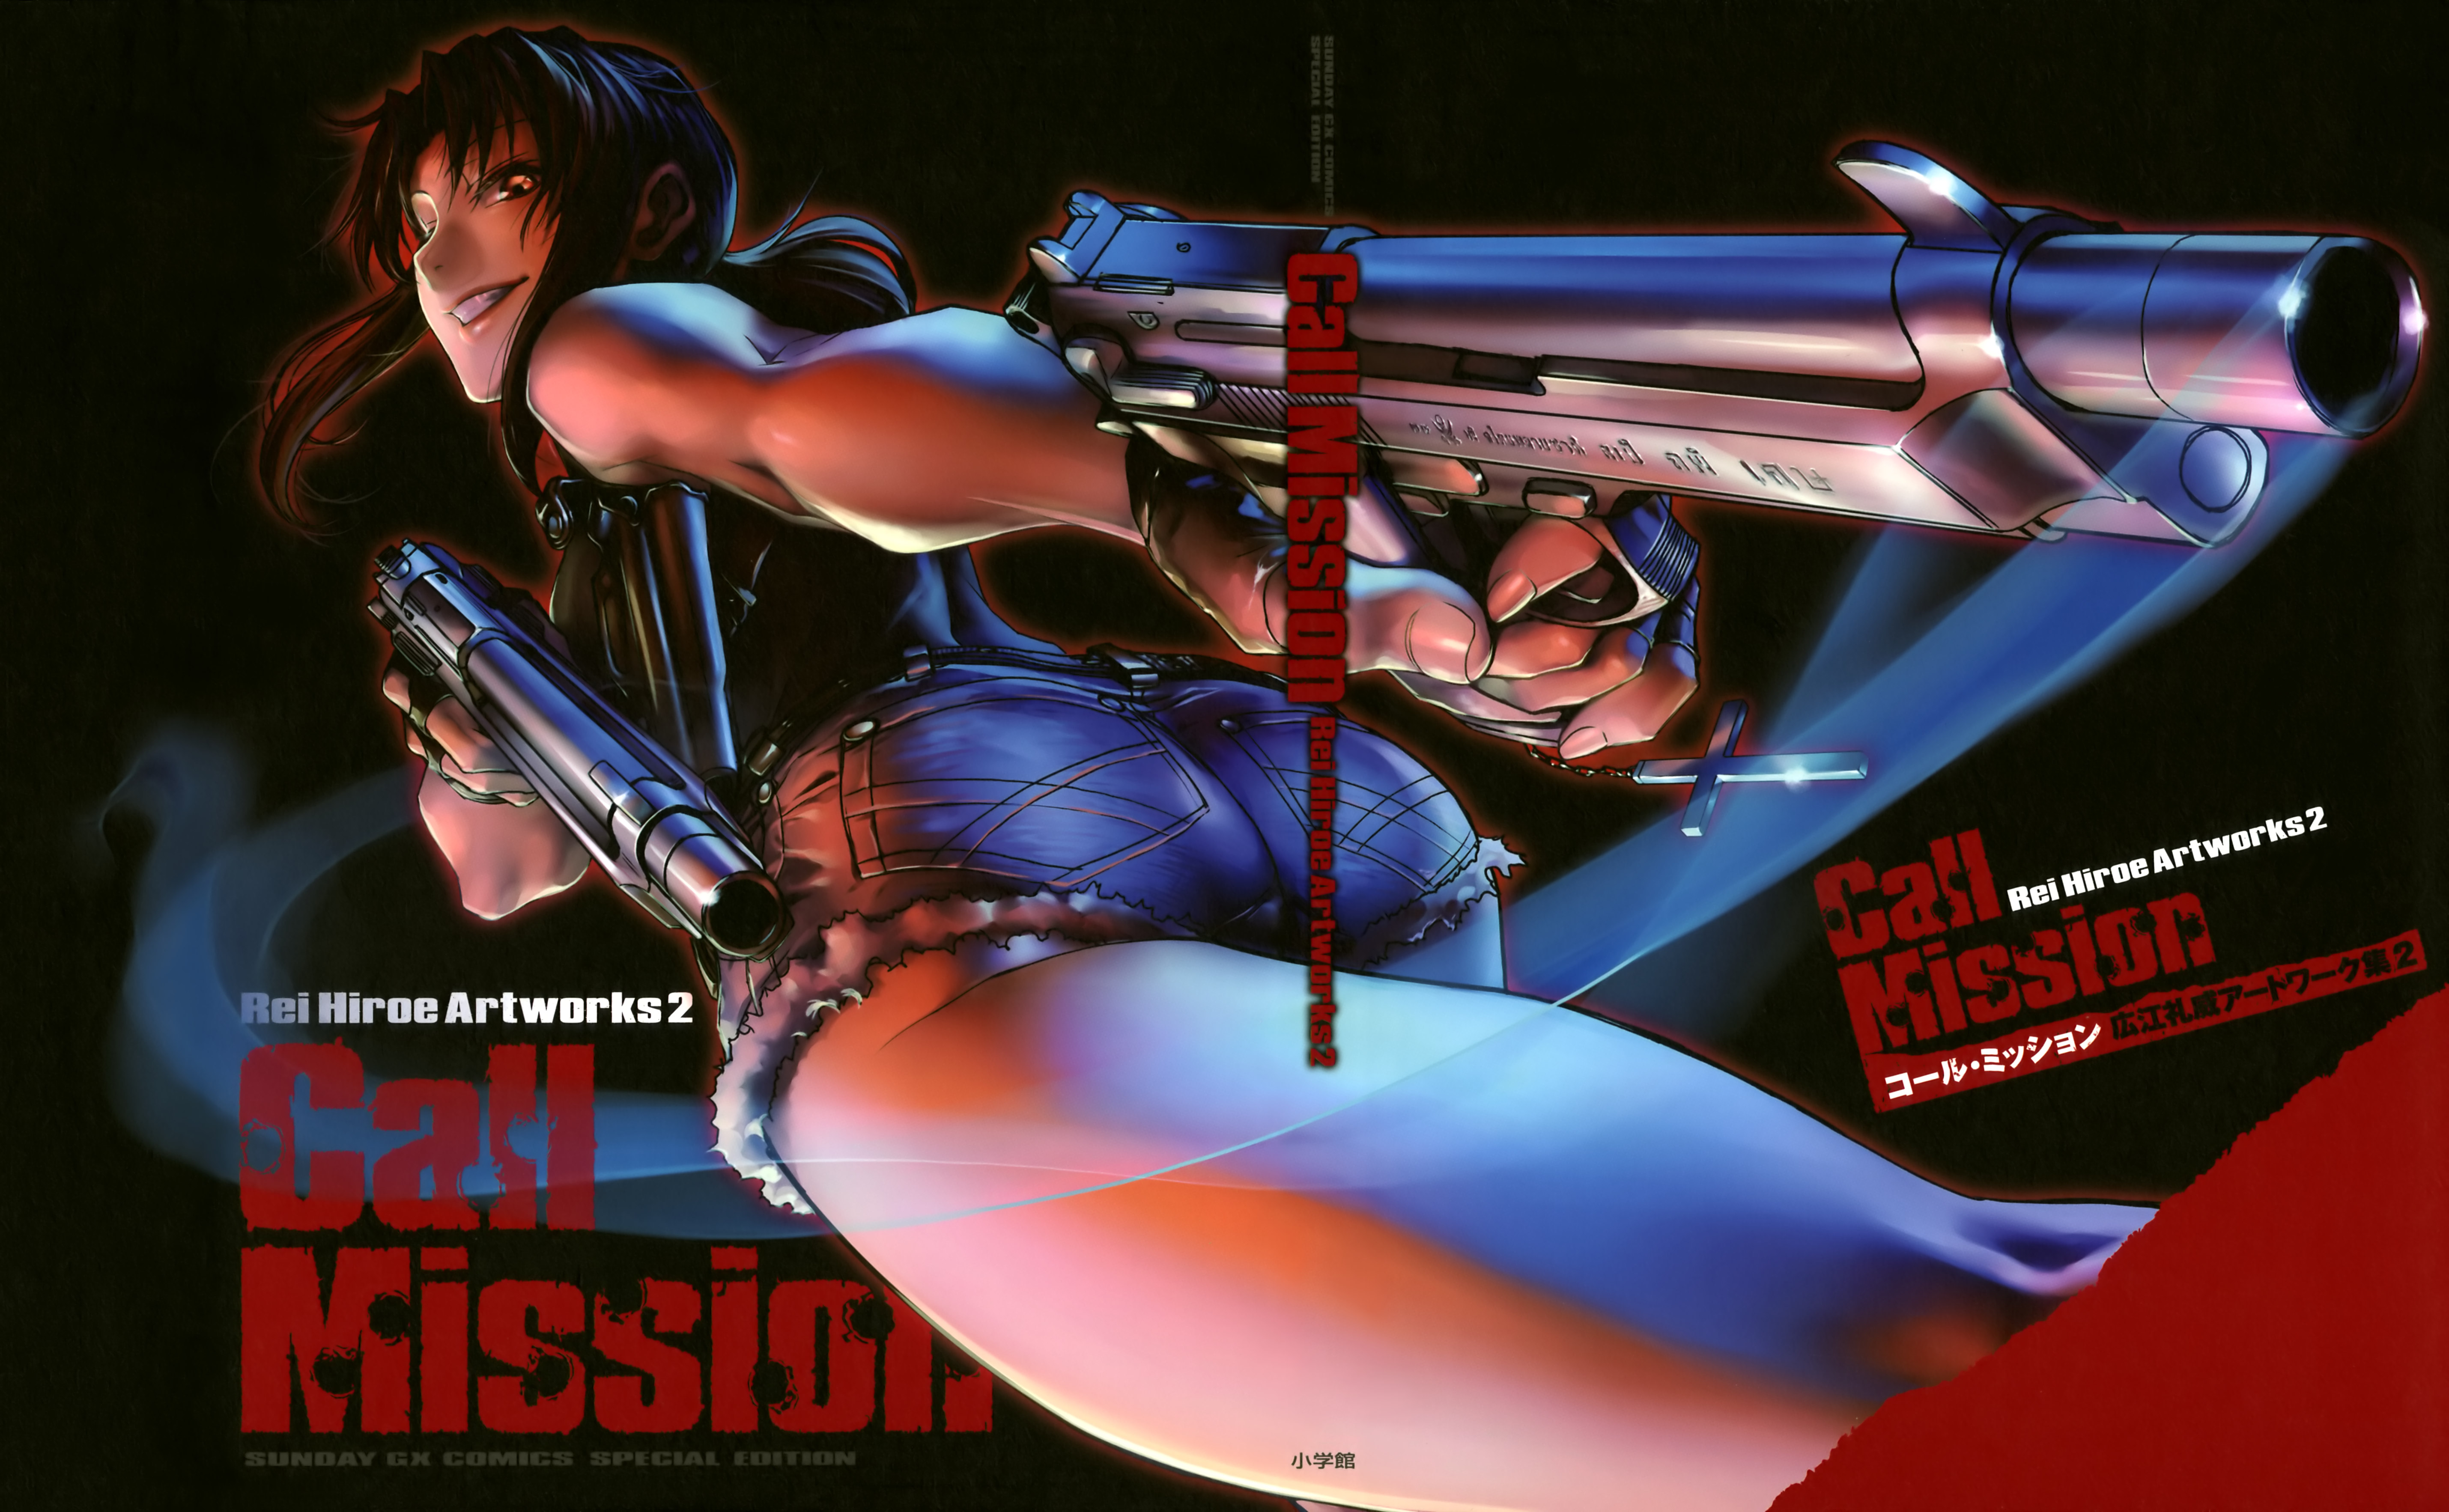 Rei Hiroe Artworks 2
Call
Mission
SUNDAY GX COMICS SPECIAL EDITION
SUNDAY GX COMICS
SPECIAL EDITION
Call Mission
Rei Hiroe Artworks 2
小学館
Call
Rei Hiroe Artworks 2
Mission
コール・ミッション 広江礼威アートワーク集2